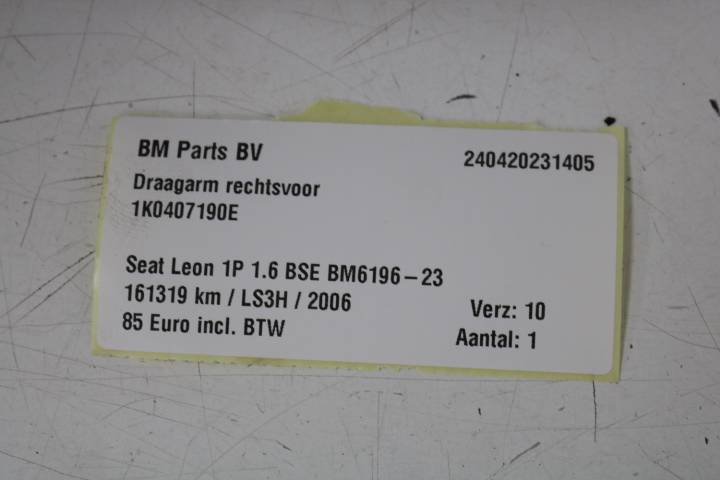 BM Parts BV 240420231405
Draagarm rechtsvoor
1K0407190E
Seat Leon 1P 1.6 BSE BM6196-23
161319 km / LS3H / 2006 Verz: 10
85 Euro incl. BTW Aantal: 1